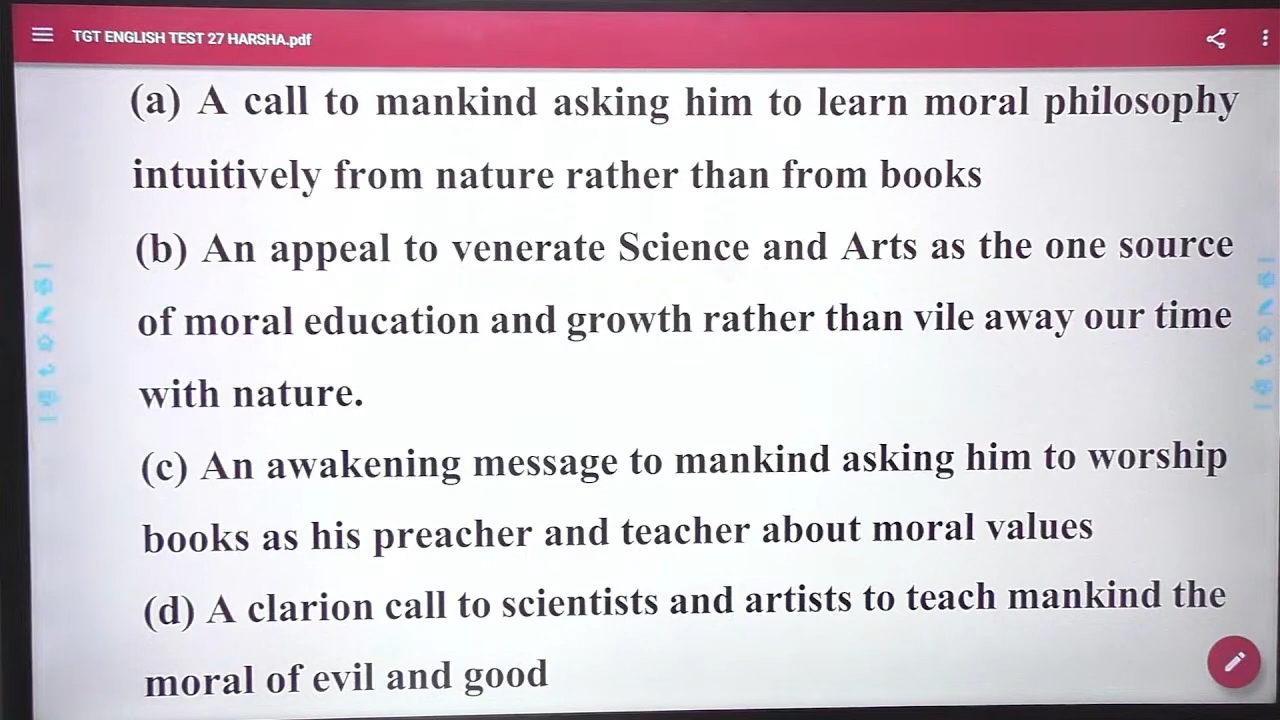 TGT ENGLISH TEST 27 HARSHA.pdf
(a) A call to mankind asking him to learn moral philosophy
intuitively from nature rather than from books
(b) An appeal to venerate Science and Arts as the one source
of moral education and growth rather than vile away our time
with nature.
(c) An awakening message to mankind asking him to worship
books as his preacher and teacher about moral values
(d) A clarion call to scientists and artists to teach mankind the
moral of evil and good